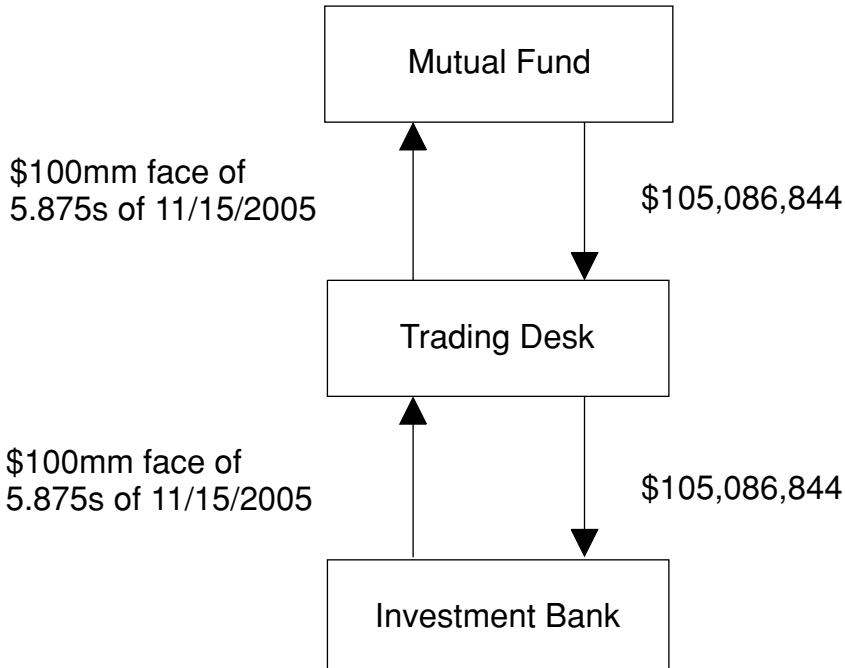 Mutual Fund
$100mm face of
5.875s of 11/15/2005
$105,086,844
Trading Desk
$100mm face of
5.875s of 11/15/2005
$105,086,844
Investment Bank